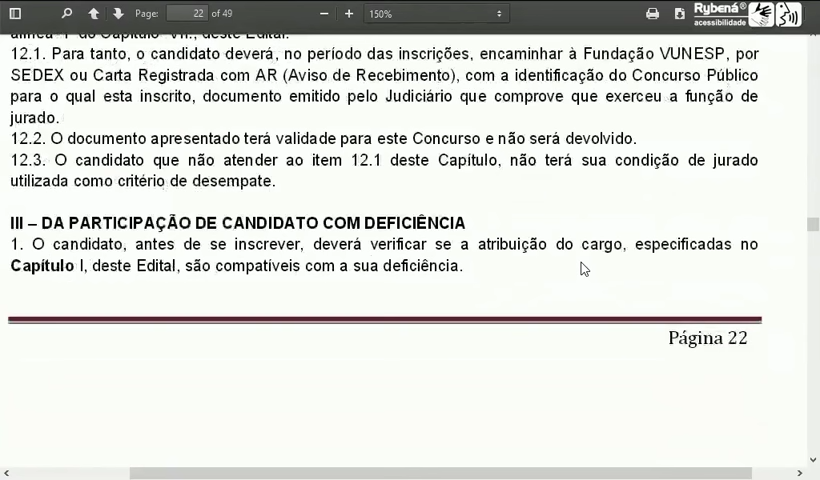 Page: 22 of 49 150% Rybená® acessibilidade
alínea "f" do Capítulo VII., deste Edital.
12.1. Para tanto, o candidato deverá, no período das inscrições, encaminhar à Fundação VUNESP, por
SEDEX ou Carta Registrada com AR (Aviso de Recebimento), com a identificação do Concurso Público
para o qual esta inscrito, documento emitido pelo Judiciário que comprove que exerceu a função de
jurado.
12.2. O documento apresentado terá validade para este Concurso e não será devolvido.
12.3. O candidato que não atender ao item 12.1 deste Capítulo, não terá sua condição de jurado
utilizada como critério de desempate.
III – DA PARTICIPAÇÃO DE CANDIDATO COM DEFICIÊNCIA
1. O candidato, antes de se inscrever, deverá verificar se a atribuição do cargo, especificadas no
Capítulo I, deste Edital, são compatíveis com a sua deficiência.
Página 22